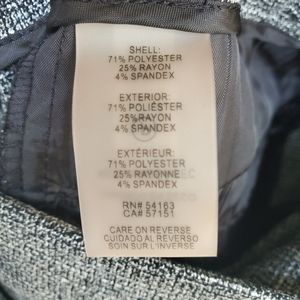 SHELL:
71% POLYESTER
25% RAYON
4% SPANDEX
EXTERIOR:
71% POLIÉSTER
25%RAYON
4% SPANDEX
EXTÉRIEUR:
71% POLYESTER
25% RAYONNE
4% SPANDEX
RN# 54163
CA# 57151
CARE ON REVERSE
CUIDADO AL REVERSO
SOIN SUR L'INVERSE